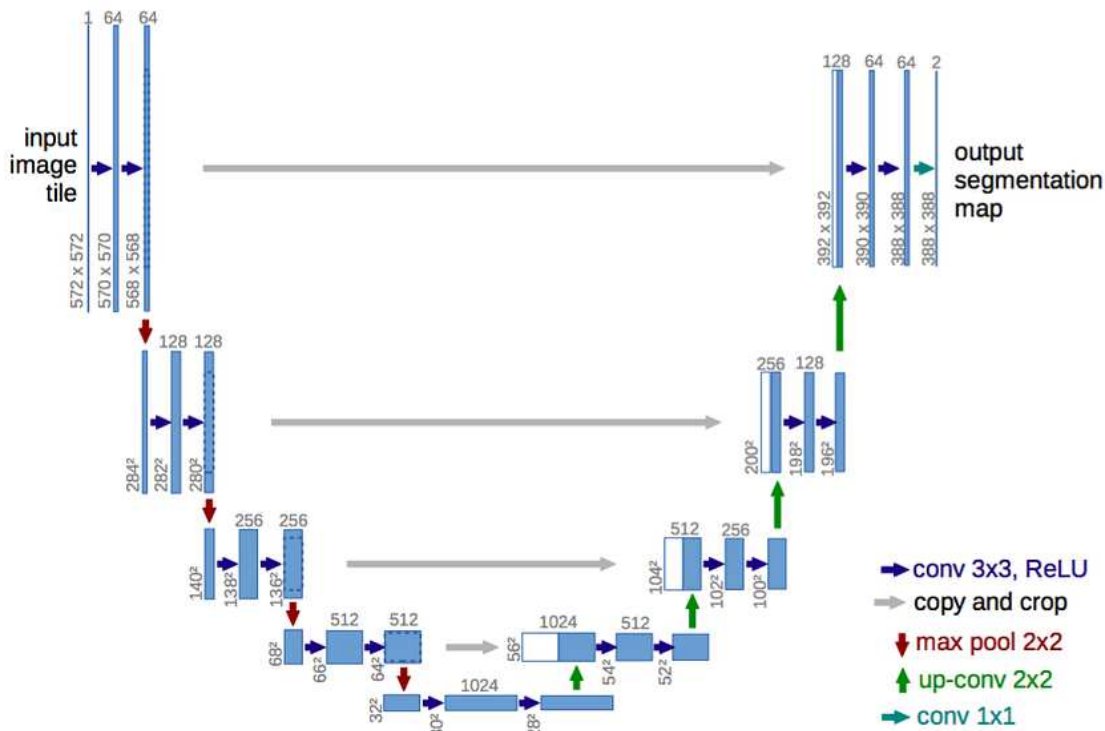 1 64 64
input
image
tile
572 x 572
570 x 570
568 x 568
128 64 64 2
output
segmentation
map
392 x 392
390 x 390
388 x 388
388 x 388
128 128
284²
282²
280²
256 128
200²
198²
196²
256 256
140²
138²
136²
512 256
104²
102²
100²
512 512
68²
66²
64²
1024 512
56²
54²
52²
1024
32²
conv 3x3, ReLU
copy and crop
max pool 2x2
up-conv 2x2
conv 1x1